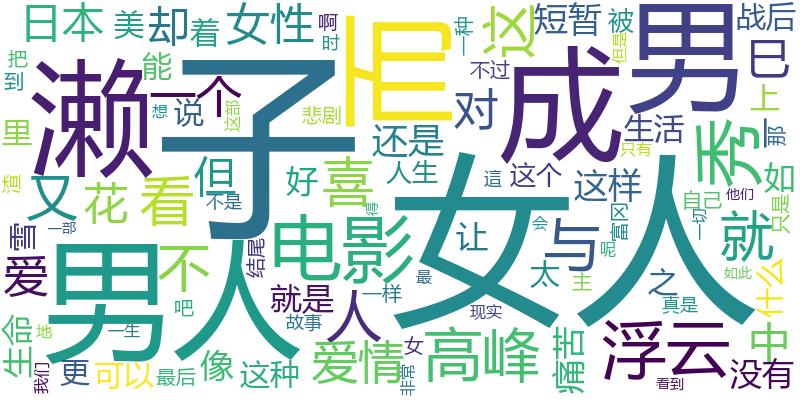 日本
美
却
着
女性
啊
时
但
男
一种
这
短暂
被
但是
战后
把
到
能
一个
说
想
这部
悲剧
不过
对
成
巳
上
那
濑
子
里
渣
又
花
看
但
不是
好
喜
还是
人生
這
这个
这样
生活
只有
秀
自己
如
只是
他们
雪
一部
爱
男人
不
吧
电影
结尾
得
让
女人
与
会
太
富冈
呢
主
之
就
一切
真是
什么
如此
生命
地
我们
一生
更
可以
最后
像
这种
就是
故事
人
一样
爱情
女
非常
最
现实
高峰
痛苦
浮云
看到
中
没有